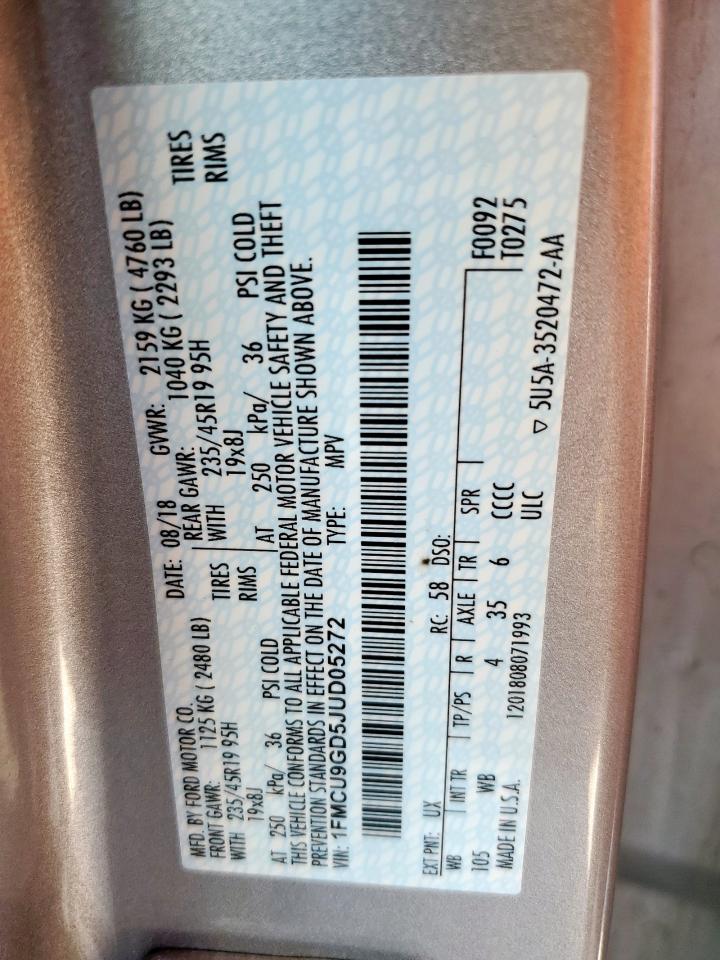 MFD. BY FORD MOTOR CO. DATE: 08/18 GVWR: 2159 KG ( 4760 LB)
FRONT GAWR: 1125 KG ( 2480 LB) REAR GAWR: 1040 KG ( 2293 LB)
WITH 235/45R19 95H TIRES WITH 235/45R19 95H TIRES
19x8J RIMS 19x8J RIMS
AT 250 kPa/ 36 PSI COLD AT 250 kPa/ 36 PSI COLD
THIS VEHICLE CONFORMS TO ALL APPLICABLE FEDERAL MOTOR VEHICLE SAFETY AND THEFT
PREVENTION STANDARDS IN EFFECT ON THE DATE OF MANUFACTURE SHOWN ABOVE.
VIN: 1FMCU9GD5JUD05272 TYPE: MPV
EXT PNT: UX RC: 58 DSO: F0092
WB INT TR TP/PS R AXLE TR SPR T0275
105 WB 4 35 6 CCCC
MADE IN U.S.A. 1201808071993 ULC ▽ 5U5A-3520472-AA